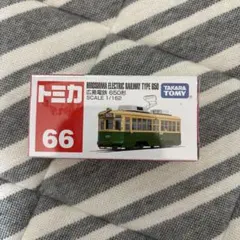 トミカ
66
HIROSHIMA ELECTRIC RAILWAY TYPE 650
広島電鉄 650形
SCALE 1/162
TAKARA
TOMY